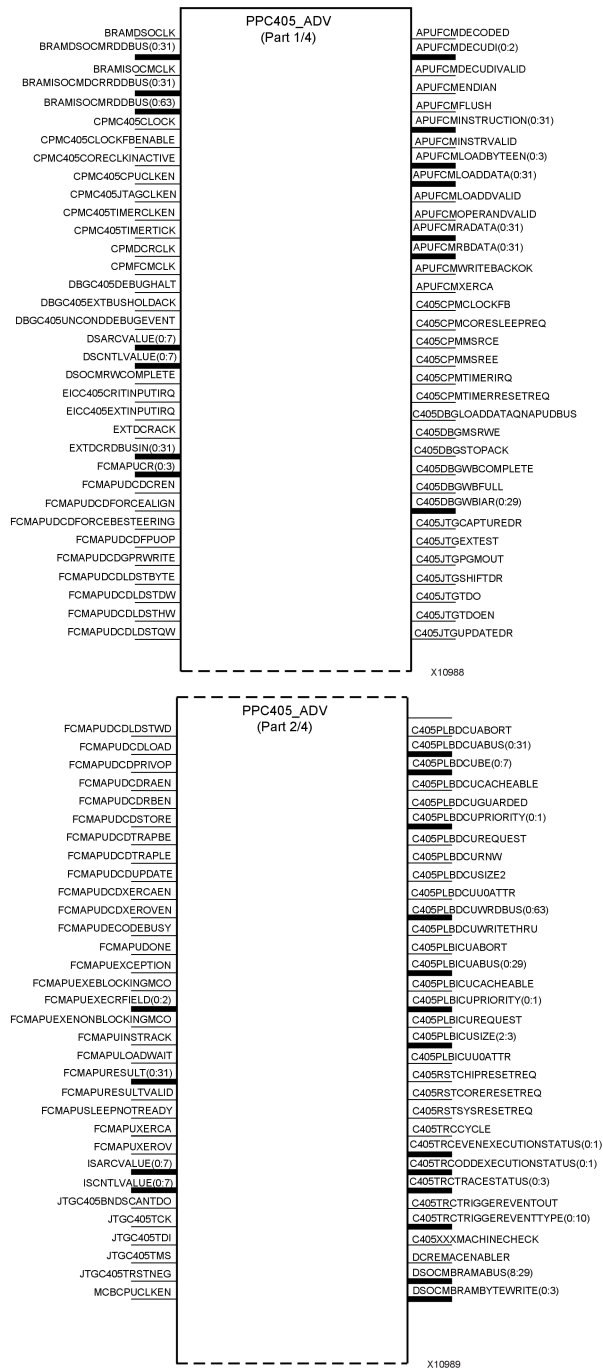 PPC405_ADV
(Part 1/4)
BRAMDSOCLK
BRAMDSOCMRDDBUS(0:31)
BRAMISOCMCLK
BRAMISOCMDCRRDDBUS(0:31)
BRAMISOCMRDDBUS(0:63)
CPMC405CLOCK
CPMC405CLOCKFBENABLE
CPMC405CORECLKINACTIVE
CPMC405CPUCLKEN
CPMC405JTAGCLKEN
CPMC405TIMERCLKEN
CPMC405TIMERTICK
CPMDCRCLK
CPMFCMCLK
DBGC405DEBUGHALT
DBGC405EXTBUSHOLDACK
DBGC405UNCONDDEBUGEVENT
DSARCVALUE(0:7)
DSCNTLVALUE(0:7)
DSOCMRWCOMPLETE
EICC405CRITINPUTIRQ
EICC405EXTINPUTIRQ
EXTDCRACK
EXTDCRDBUSIN(0:31)
FCMAPUCR(0:3)
FCMAPUDCDCREN
FCMAPUDCDFORCEALIGN
FCMAPUDCDFORCEBESTEERING
FCMAPUDCDFPUOP
FCMAPUDCDGPRWRITE
FCMAPUDCDLDSTBYTE
FCMAPUDCDLDSTDW
FCMAPUDCDLDSTHW
FCMAPUDCDLDSTQW
APUFCMDECODED
APUFCMDECUDI(0:2)
APUFCMDECUDIVALID
APUFCMENDIAN
APUFCMFLUSH
APUFCMINSTRUCTION(0:31)
APUFCMINSTRVALID
APUFCMLOADBYTEEN(0:3)
APUFCMLOADDATA(0:31)
APUFCMLOADDVALID
APUFCMOPERANDVALID
APUFCMRADATA(0:31)
APUFCMRBDATA(0:31)
APUFCMWRITEBACKOK
APUFCMXERCA
C405CPMCLOCKFB
C405CPMCORESLEEPREQ
C405CPMMSRCE
C405CPMMSREE
C405CPMTIMERIRQ
C405CPMTIMERRESETREQ
C405DBGLOADDATAQNAPUDBUS
C405DBGMSRWE
C405DBGSTOPACK
C405DBGWBCOMPLETE
C405DBGWBFULL
C405DBGWBIAR(0:29)
C405JTGCAPTUREDR
C405JTGEXTEST
C405JTGPGMOUT
C405JTGSHIFTDR
C405JTGTDO
C405JTGTDOEN
C405JTGUPDATEDR
X10988
PPC405_ADV
(Part 2/4)
FCMAPUDCDLDSTWD
FCMAPUDCDLOAD
FCMAPUDCDPRIVOP
FCMAPUDCDRAEN
FCMAPUDCDRBEN
FCMAPUDCDSTORE
FCMAPUDCDTRAPBE
FCMAPUDCDTRAPLE
FCMAPUDCDUPDATE
FCMAPUDCDXERCAEN
FCMAPUDCDXEROVEN
FCMAPUDECODEBUSY
FCMAPUDONE
FCMAPUEXCEPTION
FCMAPUEXEBLOCKINGMCO
FCMAPUEXECRFIELD(0:2)
FCMAPUEXENONBLOCKINGMCO
FCMAPUINSTRACK
FCMAPULOADWAIT
FCMAPURESULT(0:31)
FCMAPURESULTVALID
FCMAPUSLEEPNOTREADY
FCMAPUXERCA
FCMAPUXEROV
ISARCVALUE(0:7)
ISCNTLVALUE(0:7)
JTGC405BNDSCANTDO
JTGC405TCK
JTGC405TDI
JTGC405TMS
JTGC405TRSTNEG
MCBCPUCLKEN
C405PLBDCUABORT
C405PLBDCUABUS(0:31)
C405PLBDCUBE(0:7)
C405PLBDCUCACHEABLE
C405PLBDCUGUARDED
C405PLBDCUPRIORITY(0:1)
C405PLBDCUREQUEST
C405PLBDCURNW
C405PLBDCUSIZE2
C405PLBDCUU0ATTR
C405PLBDCUWRDBUS(0:63)
C405PLBDCUWRITETHRU
C405PLBICUABORT
C405PLBICUABUS(0:29)
C405PLBICUCACHEABLE
C405PLBICUPRIORITY(0:1)
C405PLBICUREQUEST
C405PLBICUSIZE(2:3)
C405PLBICUU0ATTR
C405RSTCHIPRESETREQ
C405RSTCORERESETREQ
C405RSTSYSRESETREQ
C405TRCCYCLE
C405TRCEVENEXECUTIONSTATUS(0:1)
C405TRCODDEXECUTIONSTATUS(0:1)
C405TRCTRACESTATUS(0:3)
C405TRCTRIGGEREVENTOUT
C405TRCTRIGGEREVENTTYPE(0:10)
C405XXXMACHINECHECK
DCREMACENABLER
DSOCMBRAMABUS(8:29)
DSOCMBRAMBYTEWRITE(0:3)
X10989